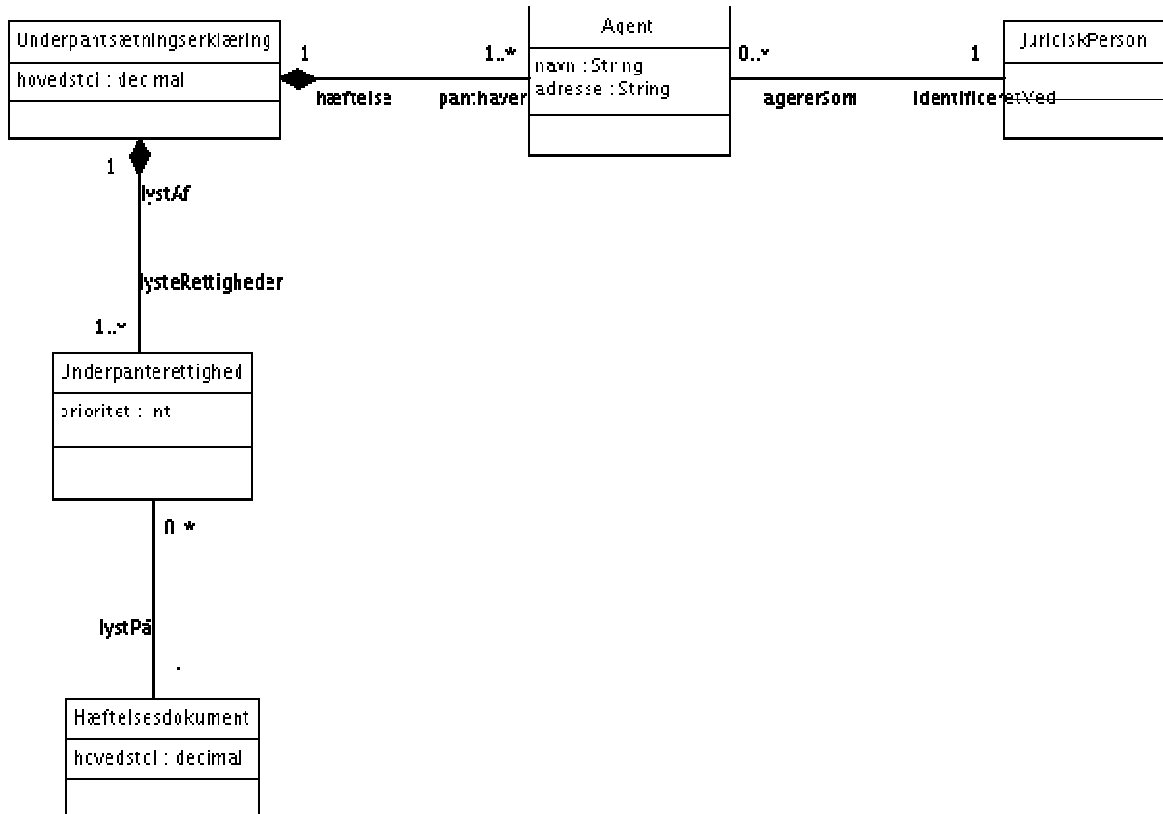 Underpantsætningserklæring
hovedstol : decimal
1
hæftelse
1..*
panthaver
Agent
navn : String
adresse : String
0..*
agererSom
1
identificeretVed
JuridiskPerson
1
lystAf
lysteRettigheder
1..*
Underpanterettighed
prioritet : int
0..*
lystPå
Hæftelsesdokument
hovedstol : decimal